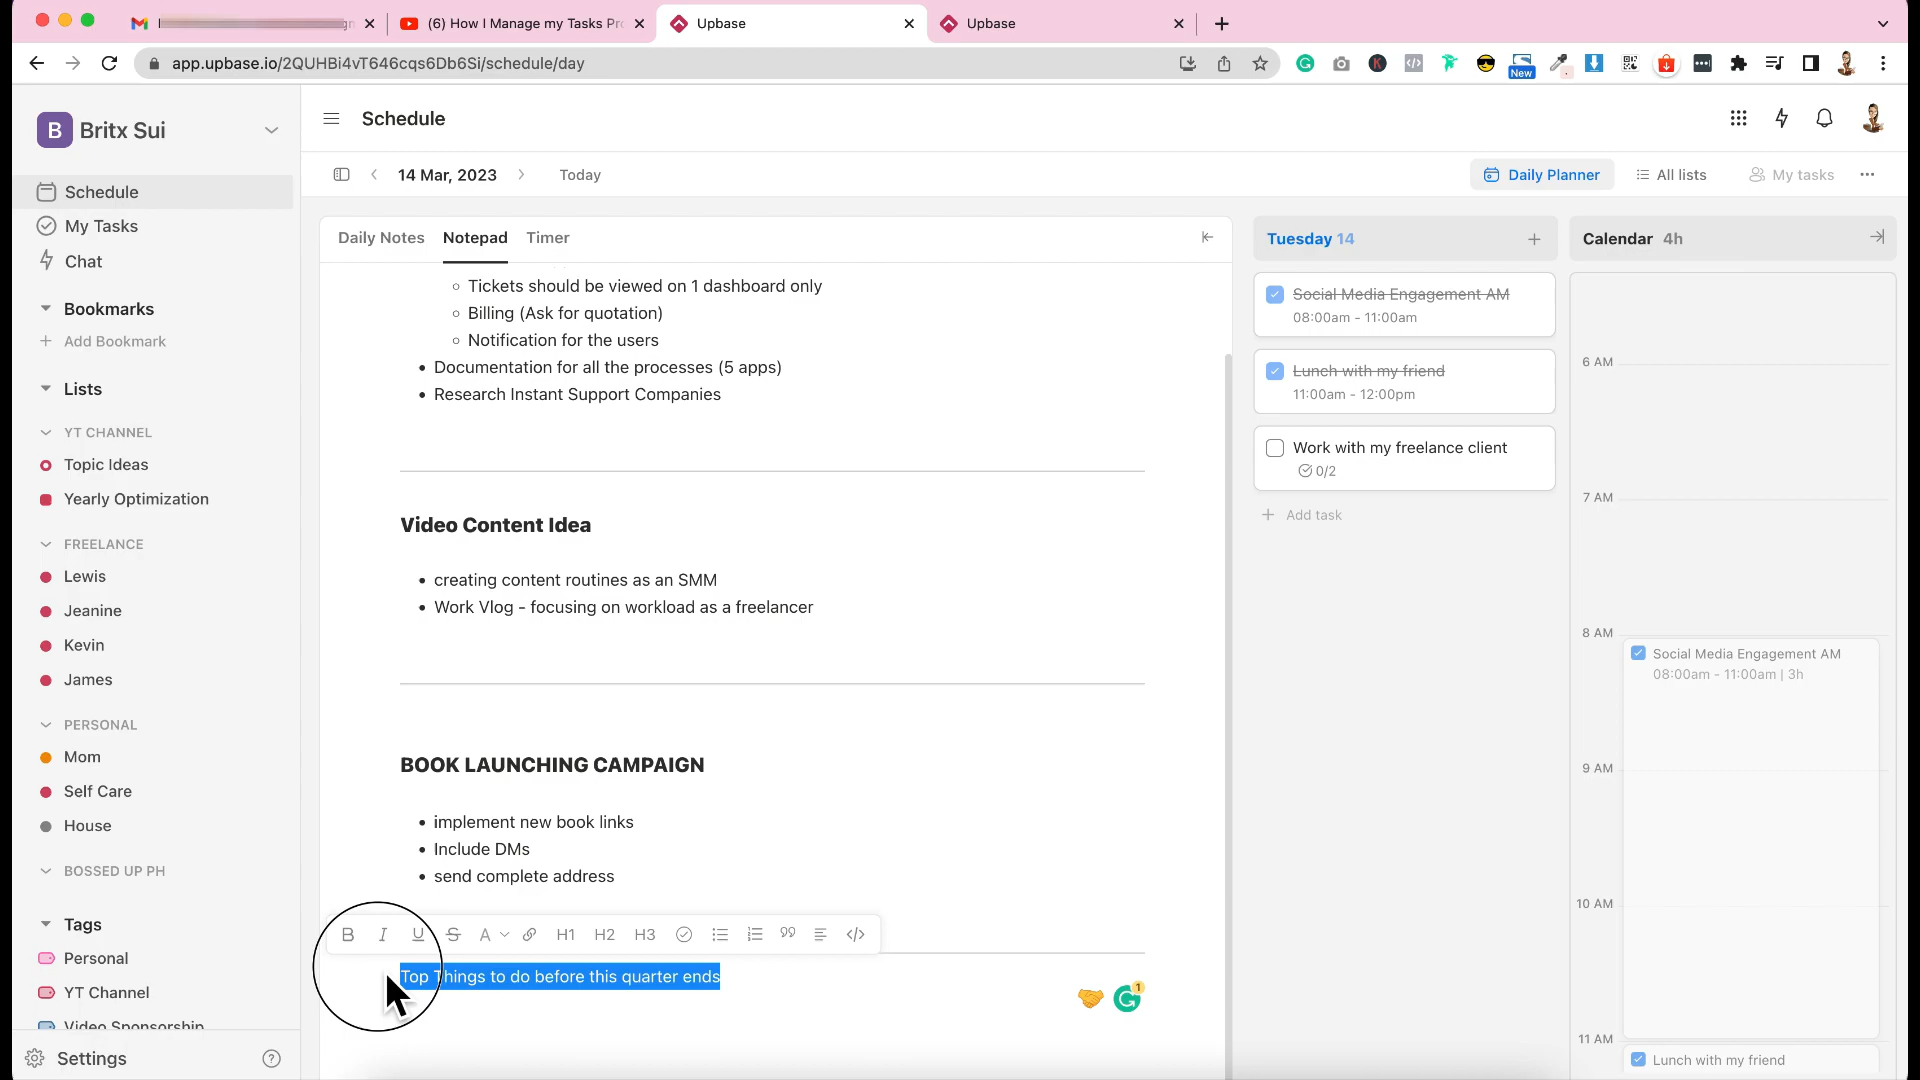 (6) How I Manage my Tasks Pro
Upbase
Upbase
app.upbase.io/2QUHBi4vT646cqs6Db6Si/schedule/day
New
B Britx Sui
Schedule
My Tasks
Chat
Bookmarks
Add Bookmark
Lists
YT CHANNEL
Topic Ideas
Yearly Optimization
FREELANCE
Lewis
Jeanine
Kevin
James
PERSONAL
Mom
Self Care
House
BOSSED UP PH
Tags
Personal
YT Channel
Video Sponsorship
Settings
Schedule
14 Mar, 2023
Today
Daily Planner
All lists
My tasks
Daily Notes
Notepad
Timer
Tickets should be viewed on 1 dashboard only
Billing (Ask for quotation)
Notification for the users
Documentation for all the processes (5 apps)
Research Instant Support Companies
Video Content Idea
creating content routines as an SMM
Work Vlog - focusing on workload as a freelancer
BOOK LAUNCHING CAMPAIGN
implement new book links
Include DMs
send complete address
B I U S A H1 H2 H3
Top Things to do before this quarter ends
1
Tuesday 14
Social Media Engagement AM
08:00am - 11:00am
Lunch with my friend
11:00am - 12:00pm
Work with my freelance client
0/2
Add task
Calendar 4h
6 AM
7 AM
8 AM
Social Media Engagement AM
08:00am - 11:00am | 3h
9 AM
10 AM
11 AM
Lunch with my friend